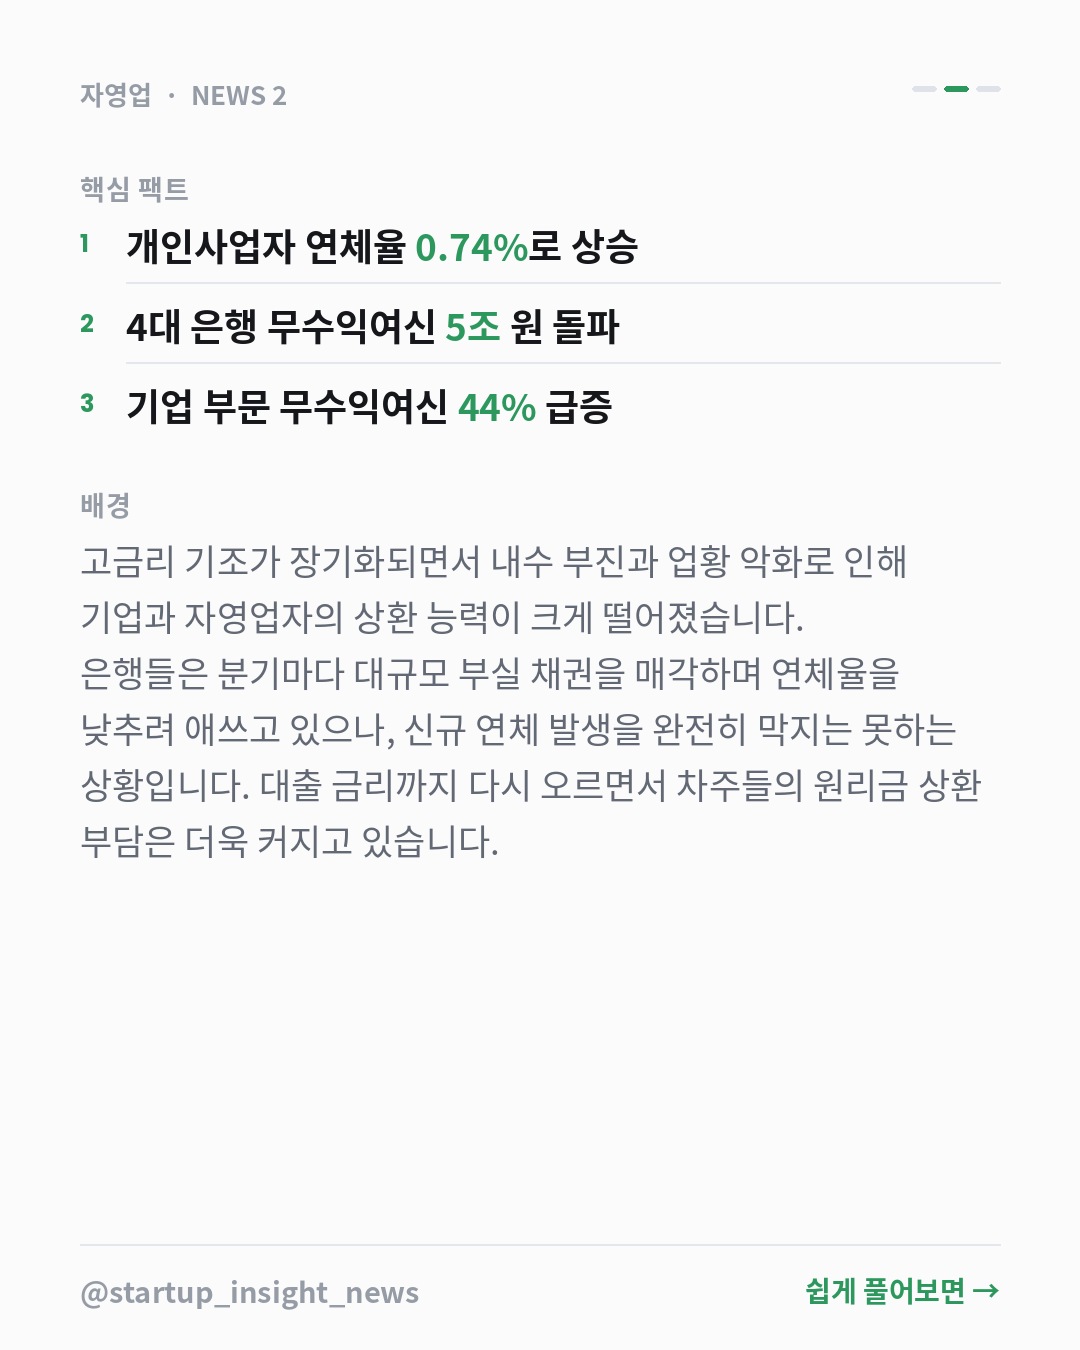 자영업 · NEWS 2
핵심 팩트
1 개인사업자 연체율 0.74%로 상승
2 4대 은행 무수익여신 5조 원 돌파
3 기업 부문 무수익여신 44% 급증
배경
고금리 기조가 장기화되면서 내수 부진과 업황 악화로 인해
기업과 자영업자의 상환 능력이 크게 떨어졌습니다.
은행들은 분기마다 대규모 부실 채권을 매각하며 연체율을
낮추려 애쓰고 있으나, 신규 연체 발생을 완전히 막지는 못하는
상황입니다. 대출 금리까지 다시 오르면서 차주들의 원리금 상환
부담은 더욱 커지고 있습니다.
@startup_insight_news
쉽게 풀어보면 →